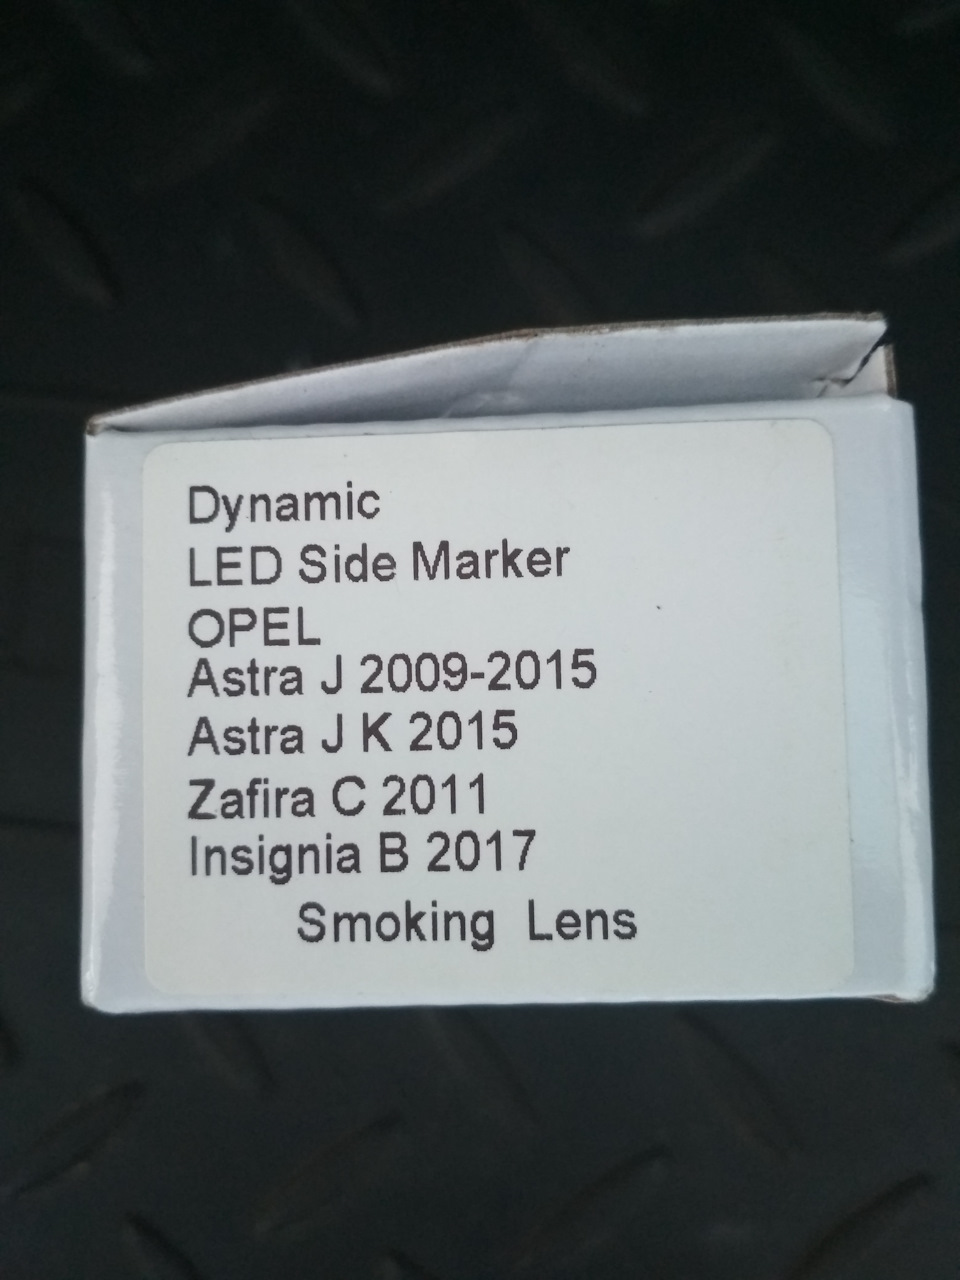 Dynamic
LED Side Marker
OPEL
Astra J 2009-2015
Astra J K 2015
Zafira C 2011
Insignia B 2017
Smoking Lens